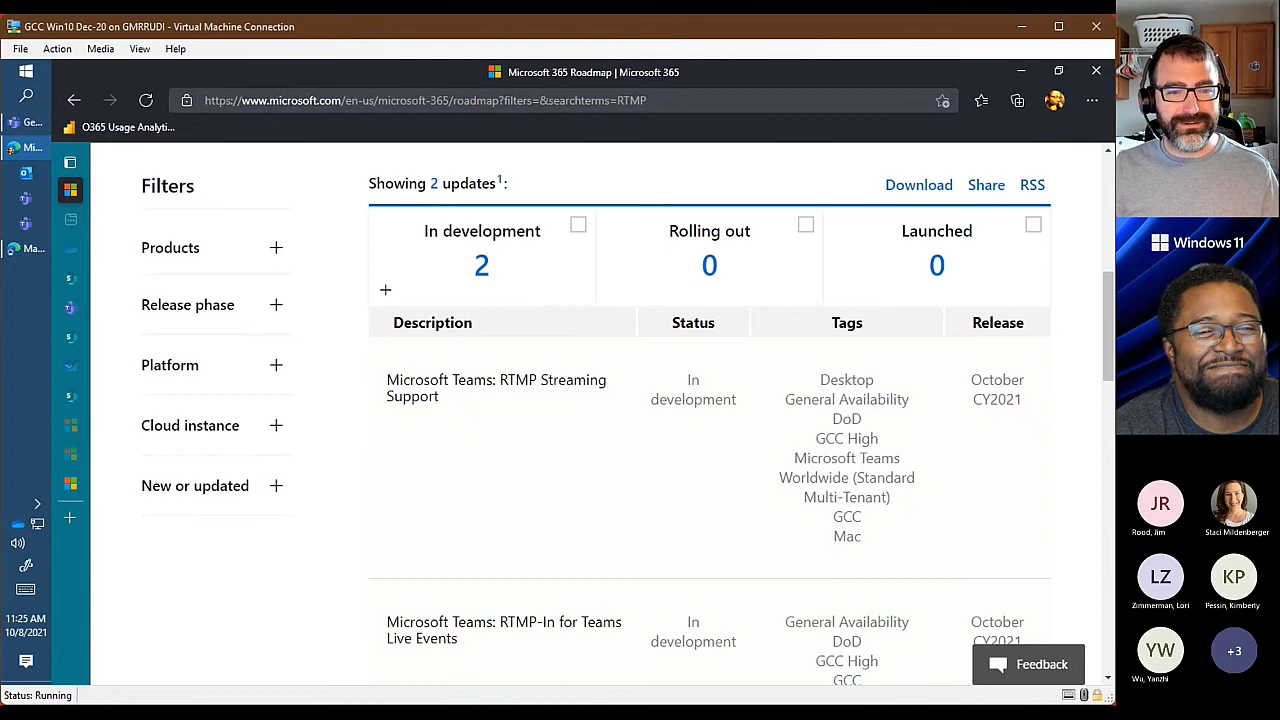 GCC Win10 Dec-20 on GMRRUDI - Virtual Machine Connection
File Action Media View Help
Microsoft 365 Roadmap | Microsoft 365
https://www.microsoft.com/en-us/microsoft-365/roadmap?filters=&searchterms=RTMP
O365 Usage Analyti...
Ge...
Mi...
Ma...
Filters
Products
Release phase
Platform
Cloud instance
New or updated
Showing 2 updates1:
Download Share RSS
In development
2
Rolling out
0
Launched
0
Description Status Tags Release
Microsoft Teams: RTMP Streaming
Support
In
development
Desktop
General Availability
DoD
GCC High
Microsoft Teams
Worldwide (Standard
Multi-Tenant)
GCC
Mac
October
CY2021
Microsoft Teams: RTMP-In for Teams
Live Events
In
development
General Availability
DoD
GCC High
GCC
October
CY2021
Feedback
11:25 AM
10/8/2021
Status: Running
Windows 11
JR
Rood, Jim
Staci Mildenberger
LZ
Zimmerman, Lori
KP
Pessin, Kimberly
YW
Wu, Yanzhi
+3